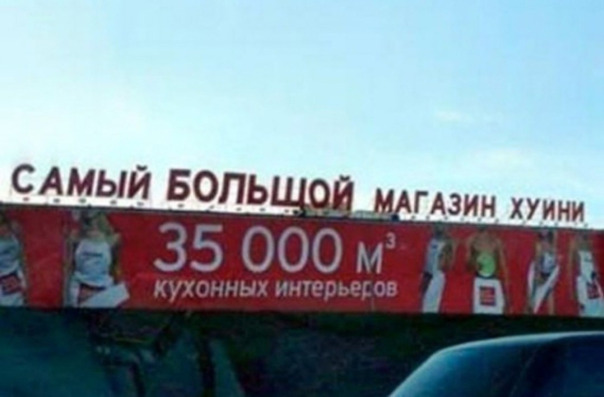 САМЫЙ БОЛЬЩОЙ МАГАЗИН ХУИНИ
35 000 м³
кухонных интерьеров